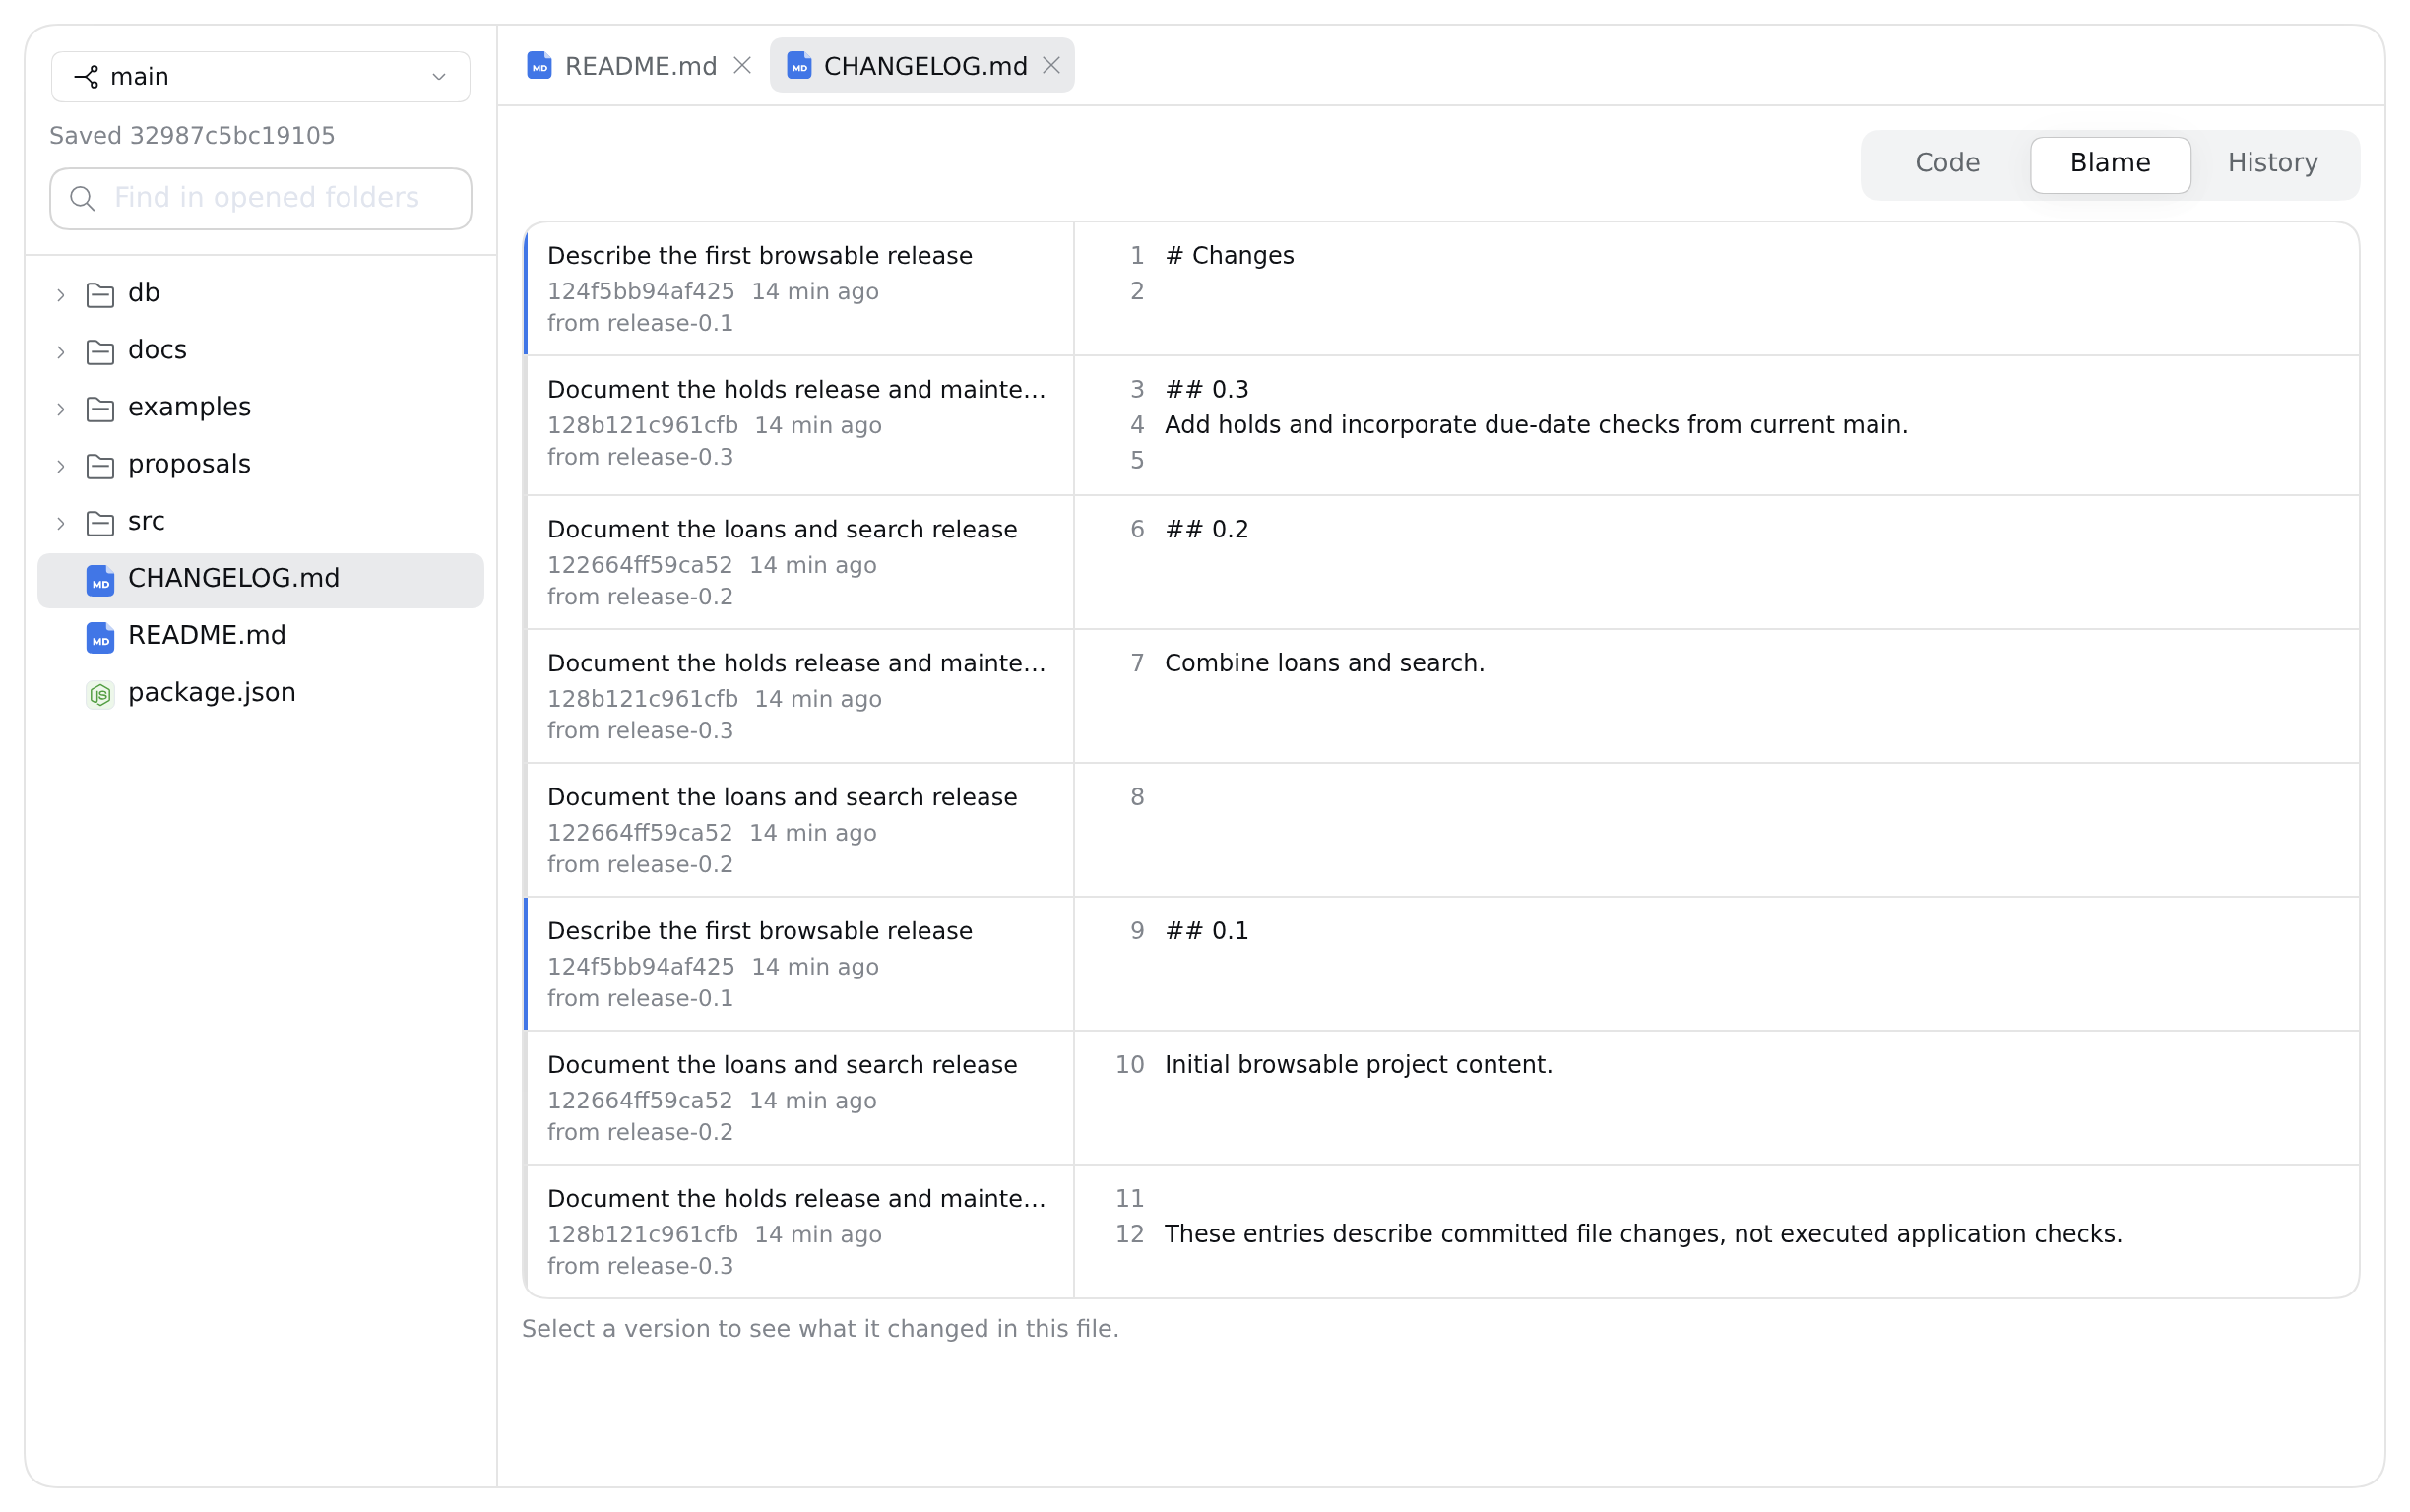 main
Saved 32987c5bc19105
Find in opened folders
db
docs
examples
proposals
src
CHANGELOG.md
README.md
package.json
README.md
CHANGELOG.md
Code
Blame
History
Describe the first browsable release
124f5bb94af425 14 min ago
from release-0.1
1 # Changes
2
Document the holds release and mainte…
128b121c961cfb 14 min ago
from release-0.3
3 ## 0.3
4 Add holds and incorporate due-date checks from current main.
5
Document the loans and search release
122664ff59ca52 14 min ago
from release-0.2
6 ## 0.2
Document the holds release and mainte…
128b121c961cfb 14 min ago
from release-0.3
7 Combine loans and search.
Document the loans and search release
122664ff59ca52 14 min ago
from release-0.2
8
Describe the first browsable release
124f5bb94af425 14 min ago
from release-0.1
9 ## 0.1
Document the loans and search release
122664ff59ca52 14 min ago
from release-0.2
10 Initial browsable project content.
Document the holds release and mainte…
128b121c961cfb 14 min ago
from release-0.3
11
12 These entries describe committed file changes, not executed application checks.
Select a version to see what it changed in this file.